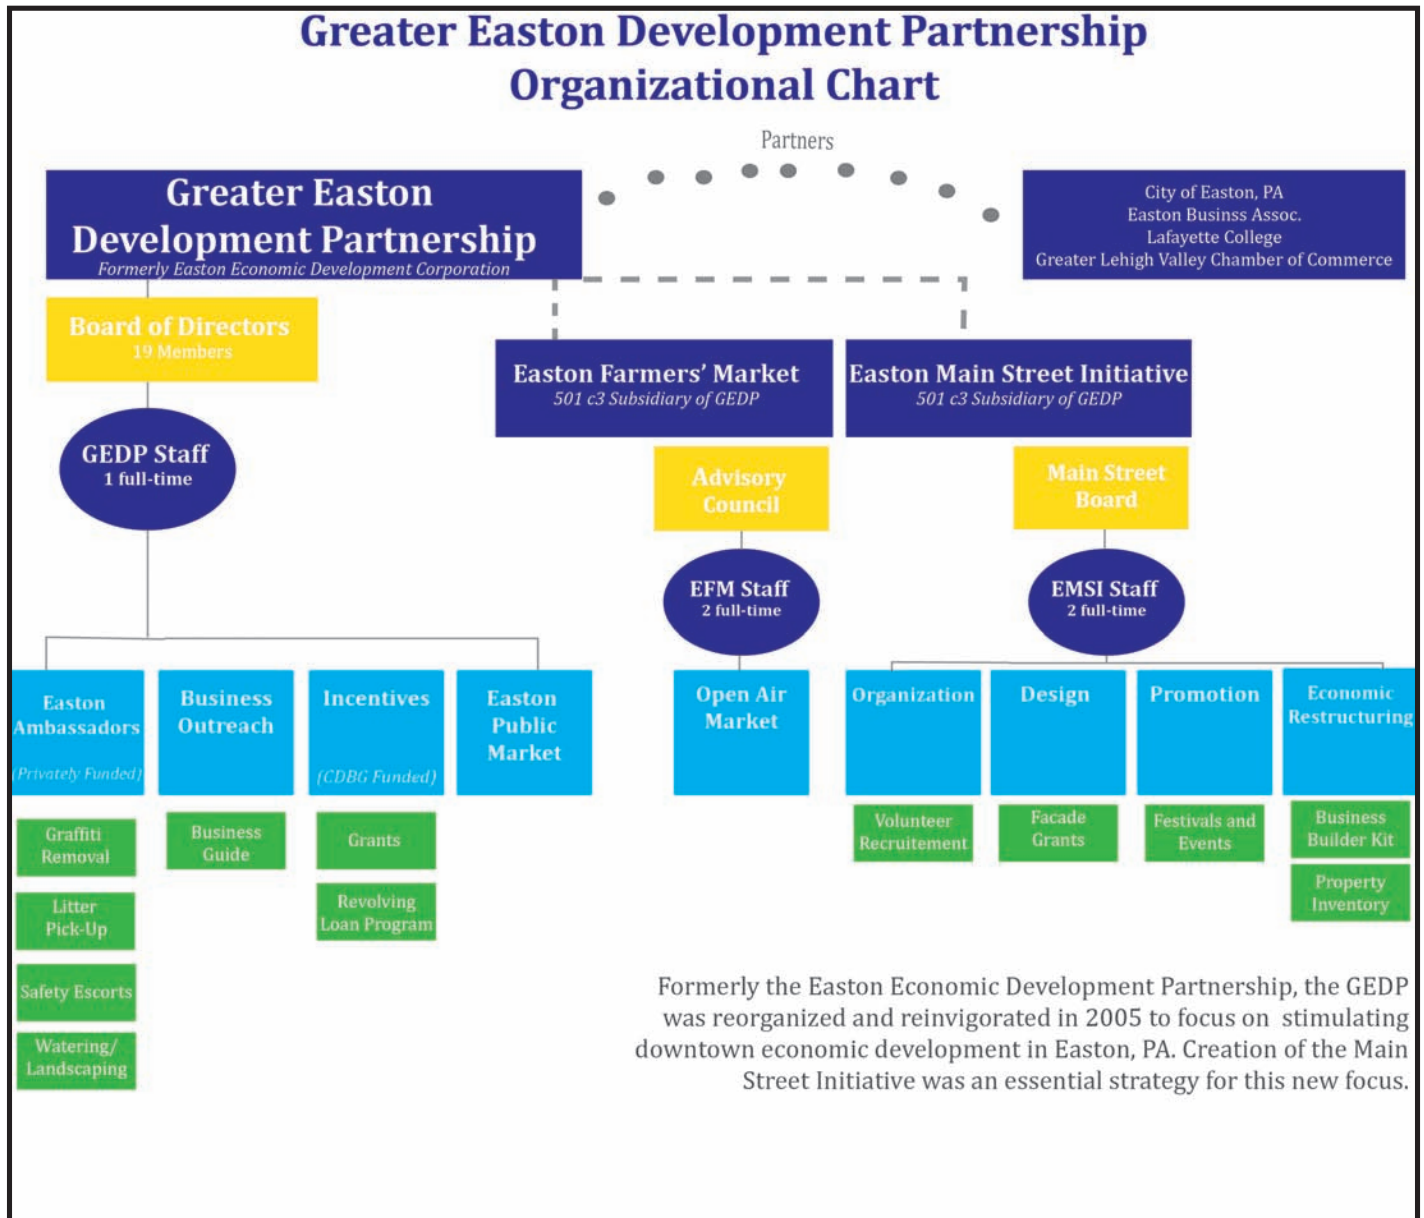 Greater Easton Development Partnership
Organizational Chart
Partners
Greater Easton
Development Partnership
Formerly Easton Economic Development Corporation
City of Easton, PA
Easton Businss Assoc.
Lafayette College
Greater Lehigh Valley Chamber of Commerce
Board of Directors
19 Members
GEDP Staff
1 full-time
Easton Farmers' Market
501 c3 Subsidiary of GEDP
Easton Main Street Initiative
501 c3 Subsidiary of GEDP
Advisory
Council
Main Street
Board
EFM Staff
2 full-time
EMSI Staff
2 full-time
Easton
Ambassadors
(Privately Funded)
Business
Outreach
Incentives
(CDBG Funded)
Easton
Public
Market
Open Air
Market
Organization
Design
Promotion
Economic
Restructuring
Graffiti
Removal
Litter
Pick-Up
Safety Escorts
Watering/
Landscaping
Business
Guide
Grants
Revolving
Loan Program
Volunteer
Recruitement
Facade
Grants
Festivals and
Events
Business
Builder Kit
Property
Inventory
Formerly the Easton Economic Development Partnership, the GEDP
was reorganized and reinvigorated in 2005 to focus on stimulating
downtown economic development in Easton, PA. Creation of the Main
Street Initiative was an essential strategy for this new focus.